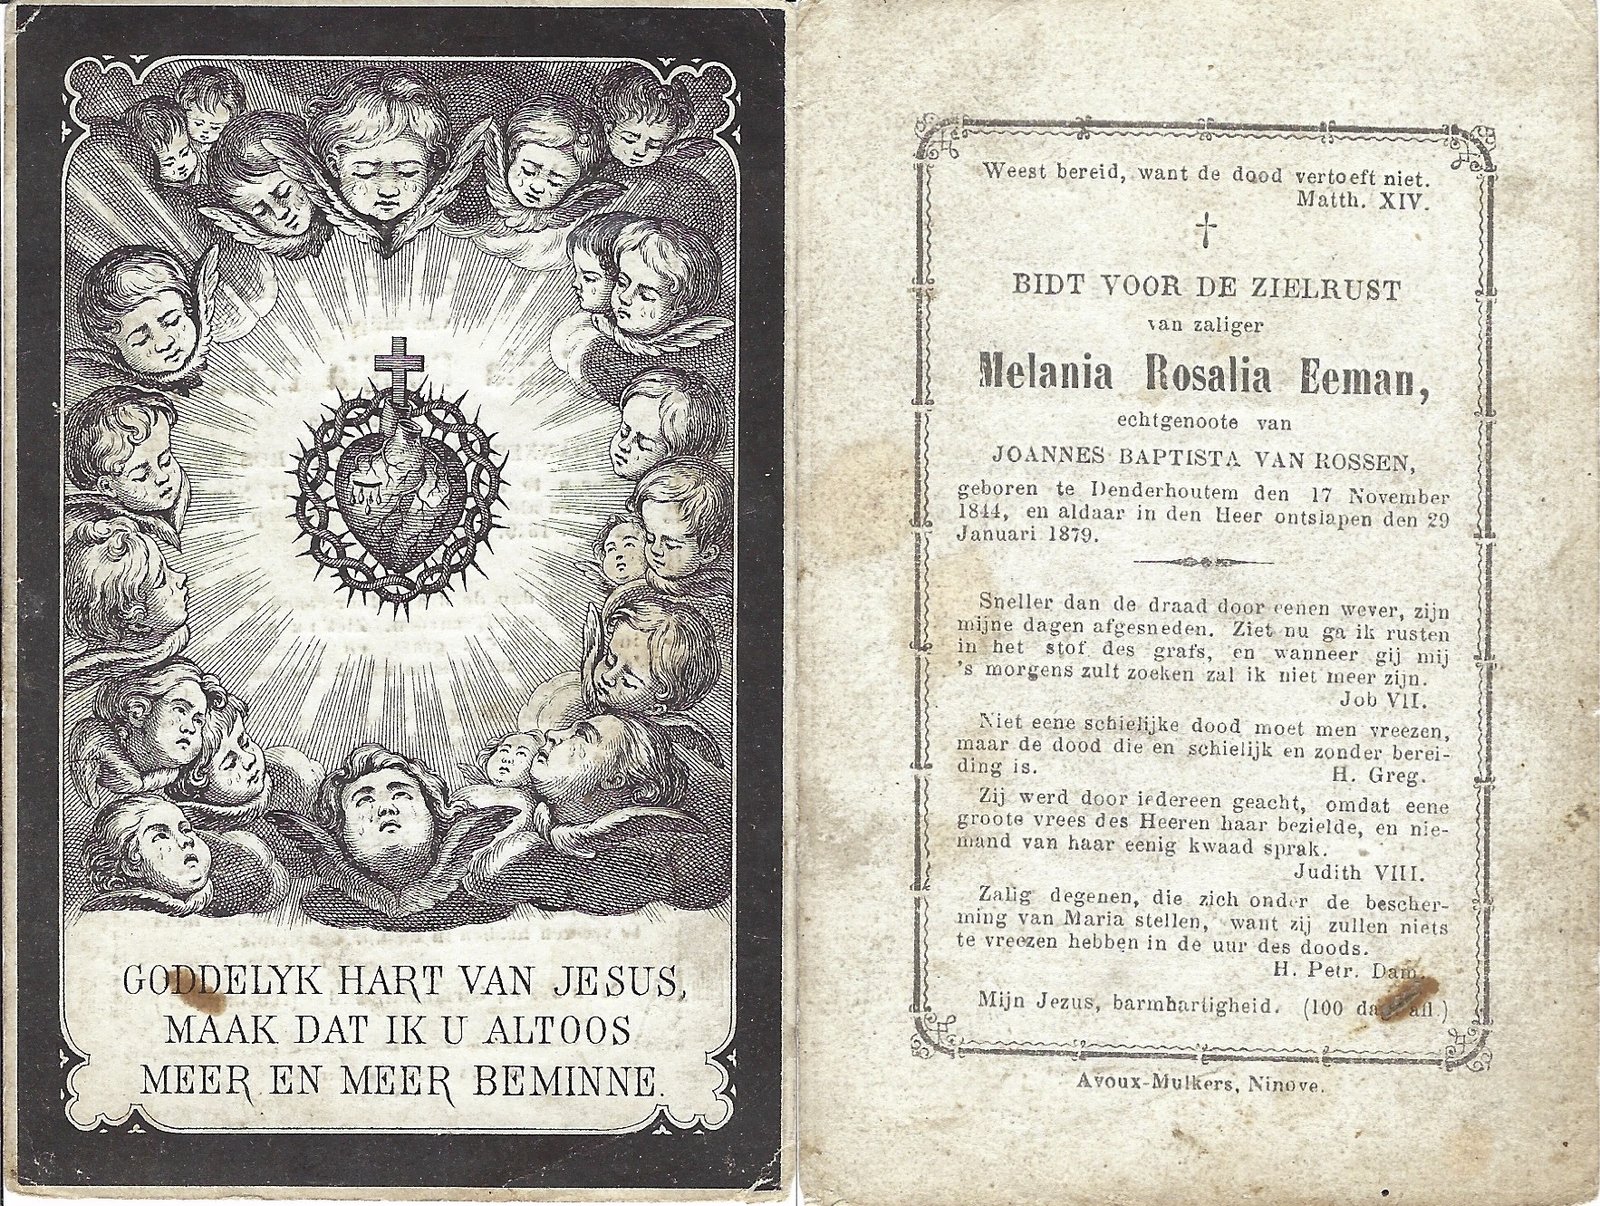 GODDELYK HART VAN JESUS,
MAAK DAT IK U ALTOOS
MEER EN MEER BEMINNE.
Weest bereid, want de dood vertoeft niet.
Matth. XIV.
BIDT VOOR DE ZIELRUST
van zaliger
Melania Rosalia Eeman,
echtgenoote van
JOANNES BAPTISTA VAN ROSSEN,
geboren te Denderhoutem den 17 November
1844, en aldaar in den Heer ontslapen den 29
Januari 1879.
Sneller dan de draad door eenen wever, zijn
mijne dagen afgesneden. Ziet nu ga ik rusten
in het stof des grafs, en wanneer gij mij
's morgens zult zoeken zal ik niet meer zijn.
Job VII.
Niet eene schielijke dood moet men vreezen,
maar de dood die en schielijk en zonder berei-
ding is. H. Greg.
Zij werd door iedereen geacht, omdat eene
groote vrees des Heeren haar bezielde, en nie-
mand van haar eenig kwaad sprak.
Judith VIII.
Zalig degenen, die zich onder de bescher-
ming van Maria stellen, want zij zullen niets
te vreezen hebben in de uur des doods.
H. Petr. Dam.
Mijn Jezus, barmhartigheid. (100 afl.)
Avoux-Mulkers, Ninove.